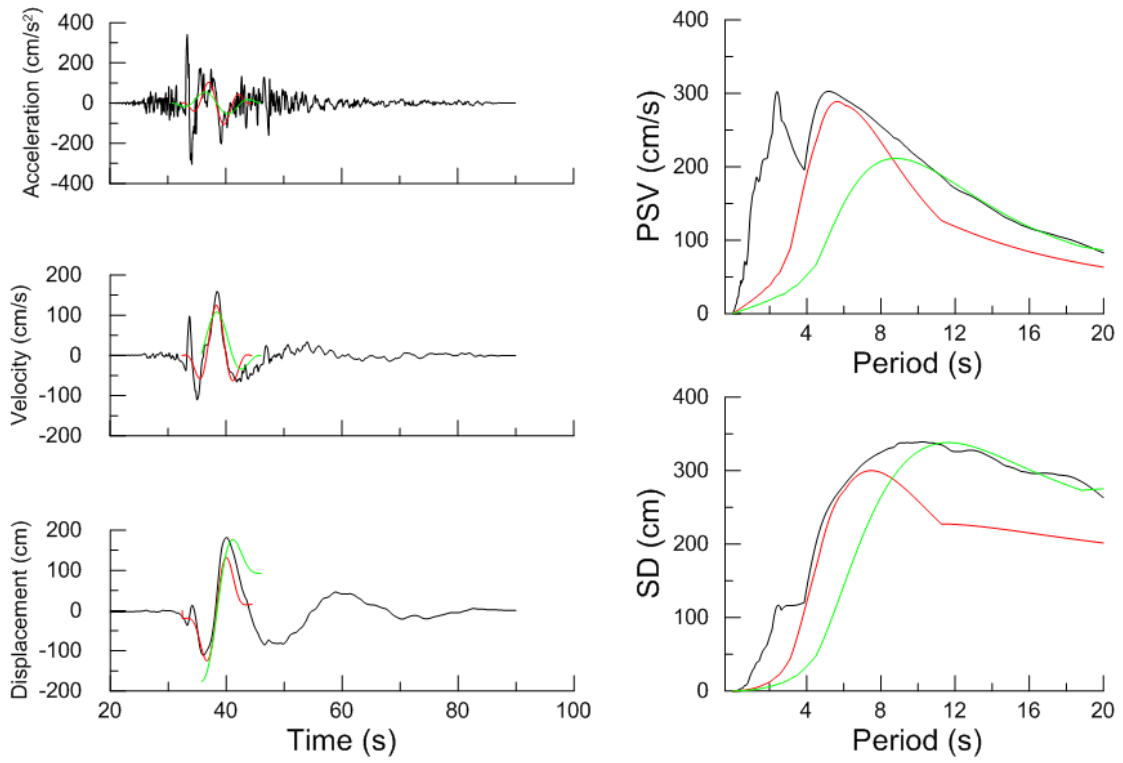 Acceleration (cm/s²)
400
200
0
-200
-400
Velocity (cm/s)
200
100
0
-100
-200
Displacement (cm)
200
100
0
-100
-200
20 40 60 80 100
Time (s)
PSV (cm/s)
400
300
200
100
0
4 8 12 16 20
Period (s)
SD (cm)
400
300
200
100
0
4 8 12 16 20
Period (s)